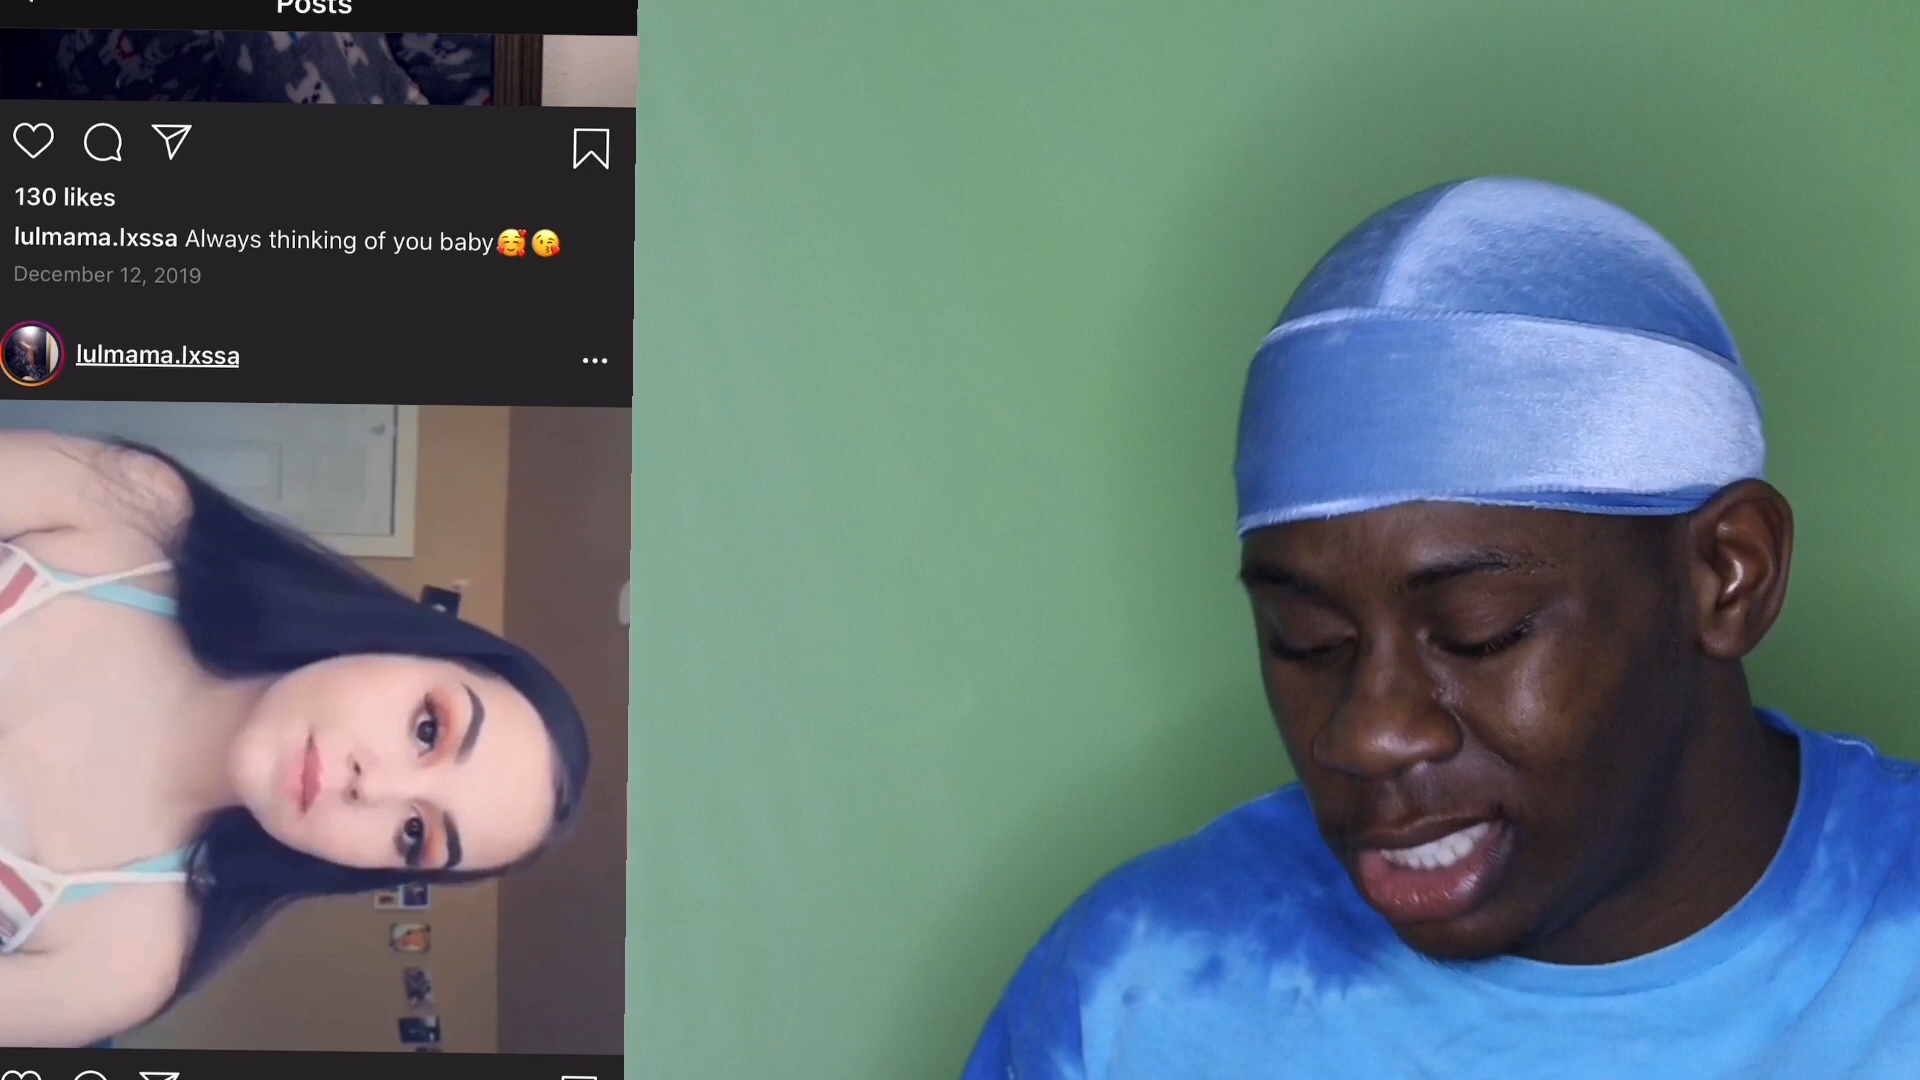 Posts
130 likes
lulmama.lxssa Always thinking of you baby🥰😘
December 12, 2019
lulmama.lxssa
...